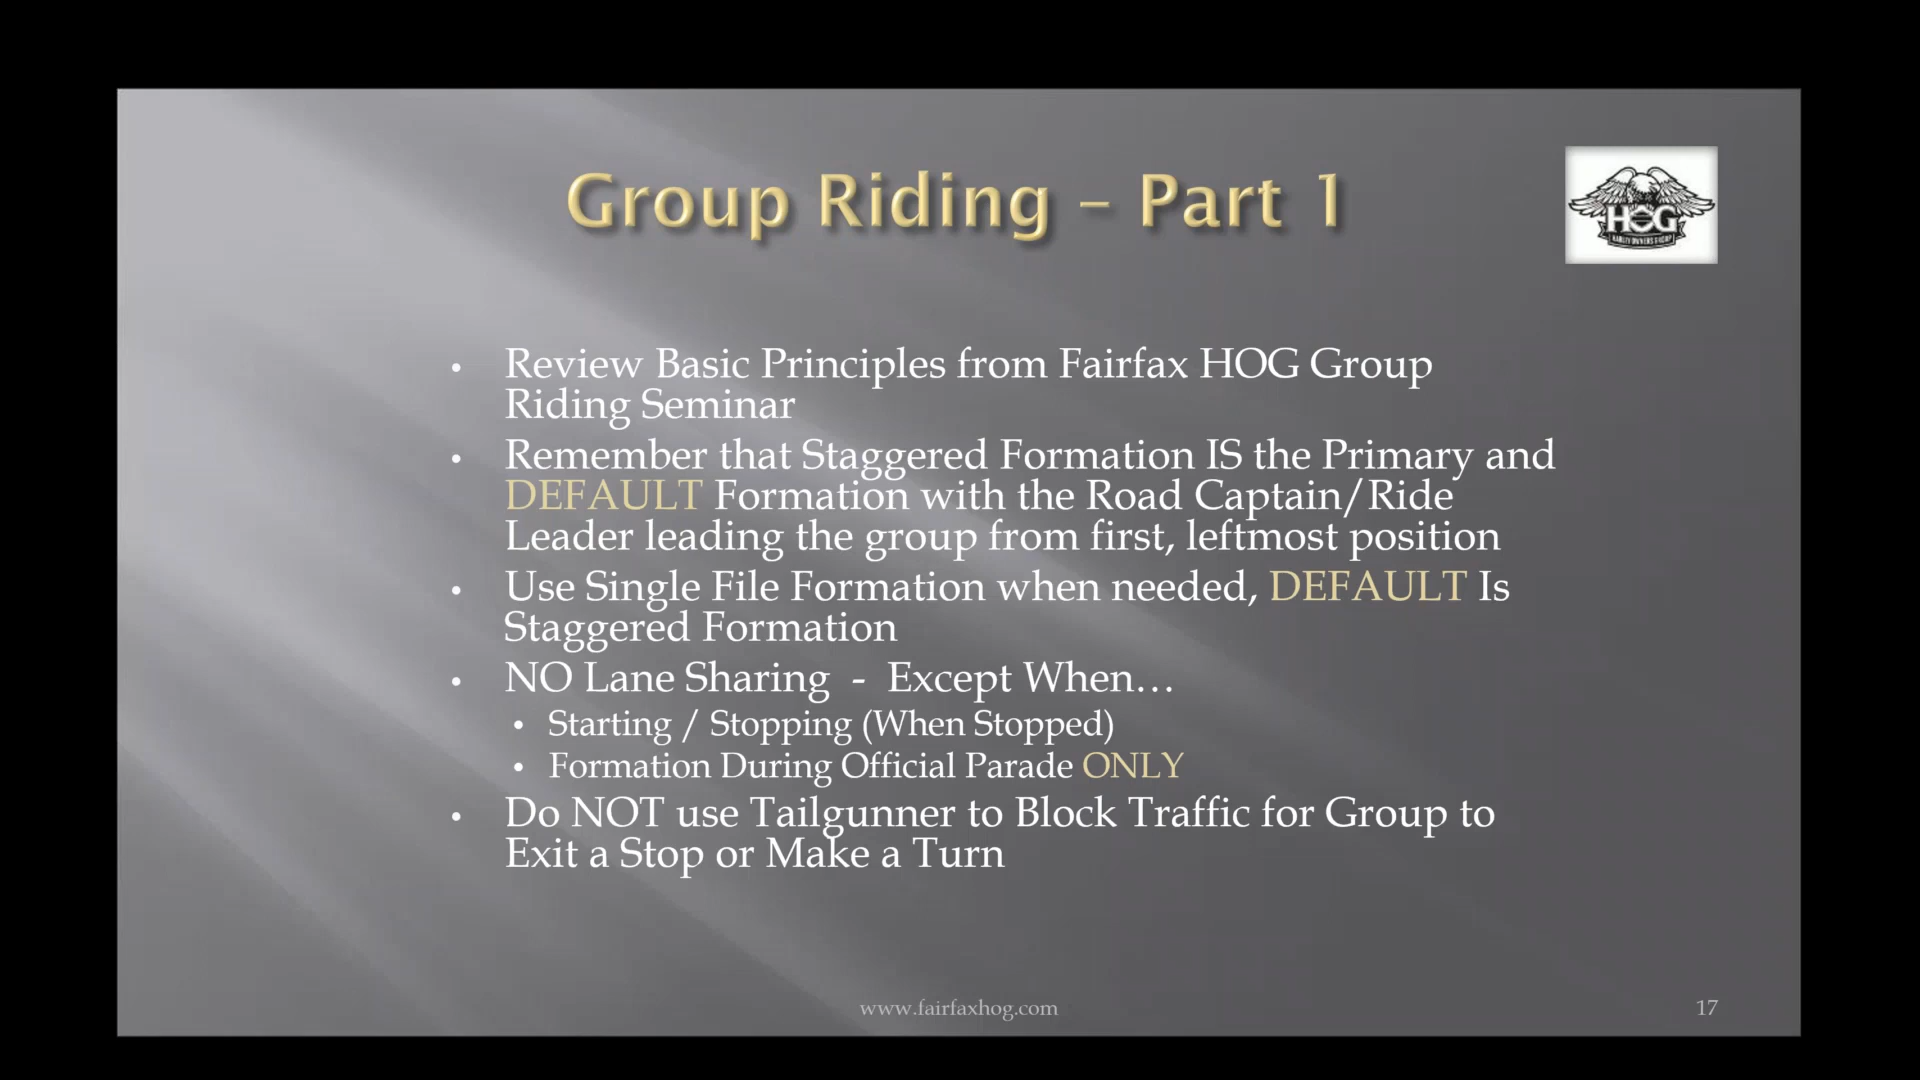 Group Riding – Part 1
HOG
HARLEY OWNERS GROUP
• Review Basic Principles from Fairfax HOG Group
Riding Seminar
• Remember that Staggered Formation IS the Primary and
DEFAULT Formation with the Road Captain/Ride
Leader leading the group from first, leftmost position
• Use Single File Formation when needed, DEFAULT Is
Staggered Formation
• NO Lane Sharing - Except When…
• Starting / Stopping (When Stopped)
• Formation During Official Parade ONLY
• Do NOT use Tailgunner to Block Traffic for Group to
Exit a Stop or Make a Turn
www.fairfaxhog.com
17